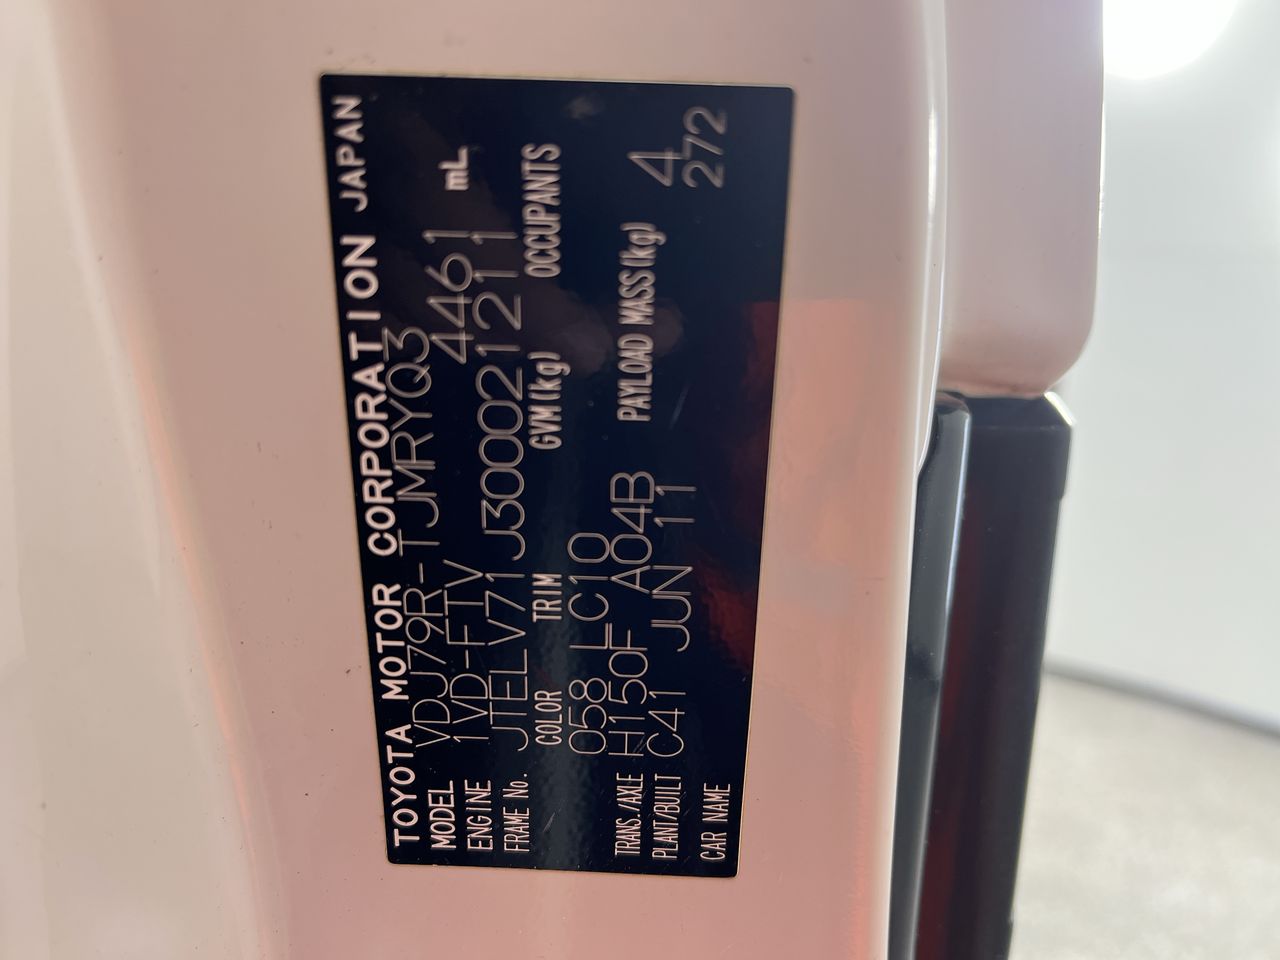 TOYOTA MOTOR CORPORATION JAPAN
MODEL VDJ79R-TJMRYQ3
ENGINE 1VD-FTV 4461 mL
FRAME No. JTELV71J300021211
COLOR TRIM GVM(kg) OCCUPANTS
058 LC10
TRANS./AXLE H150F A04B PAYLOAD MASS(kg) 4
PLANT/BUILT C41 JUN 11 272
CAR NAME